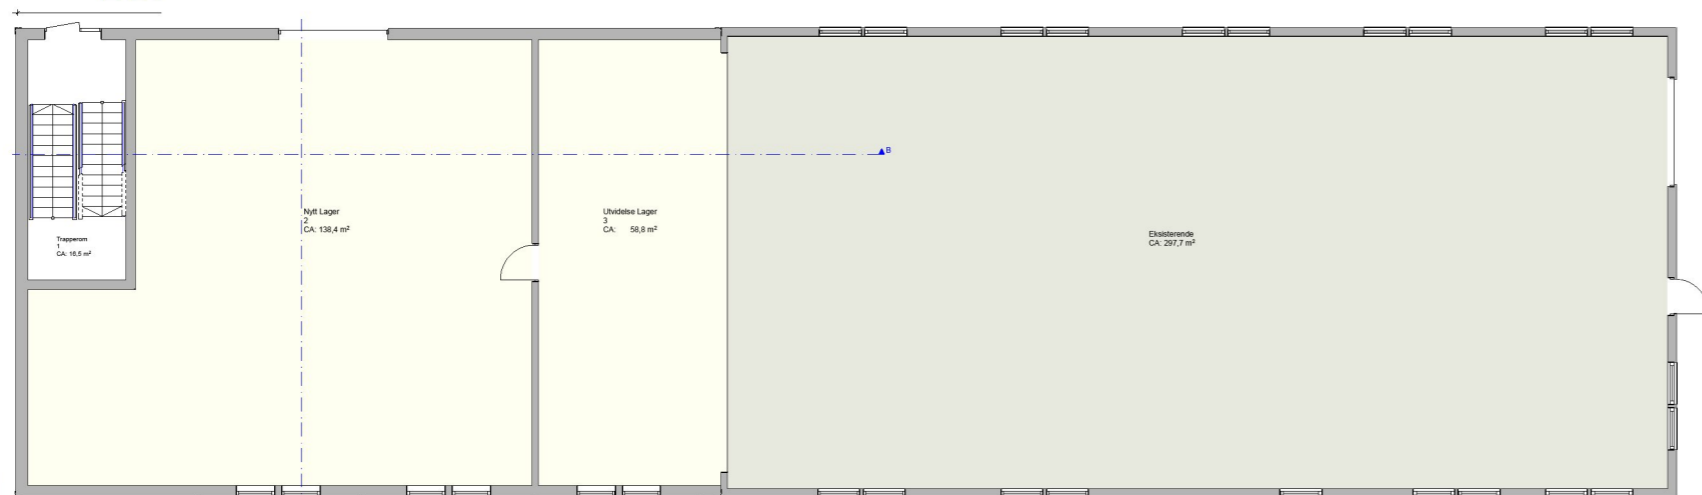 B
Nytt Lager
2
CA: 138,4 m²
Utvidelse Lager
3
CA: 58,8 m²
Trapperom
1
CA: 16,5 m²
Eksisterende
CA: 297,7 m²